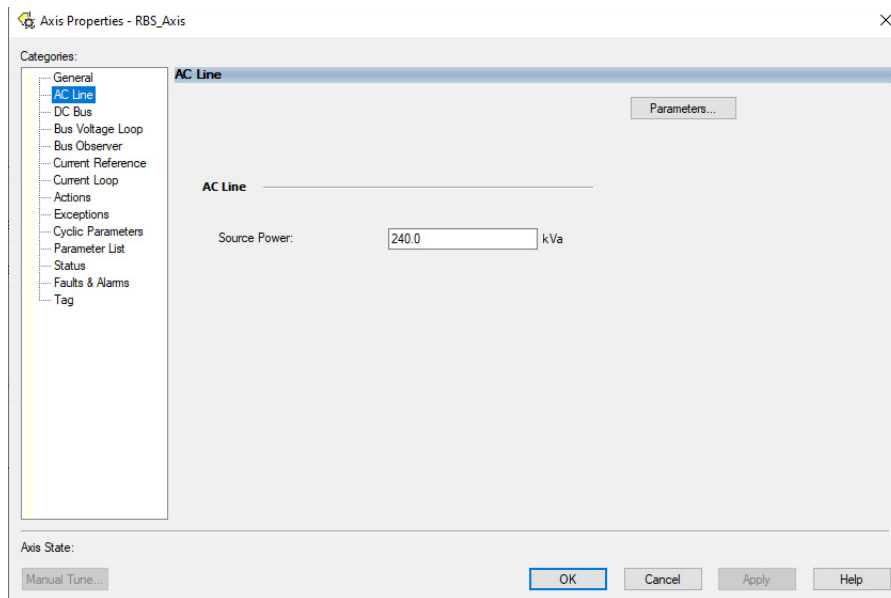 Axis Properties - RBS_Axis
Categories:
General
AC Line
DC Bus
Bus Voltage Loop
Bus Observer
Current Reference
Current Loop
Actions
Exceptions
Cyclic Parameters
Parameter List
Status
Faults & Alarms
Tag
AC Line
Parameters...
AC Line
Source Power: 240.0 kVa
Axis State:
Manual Tune... OK Cancel Apply Help